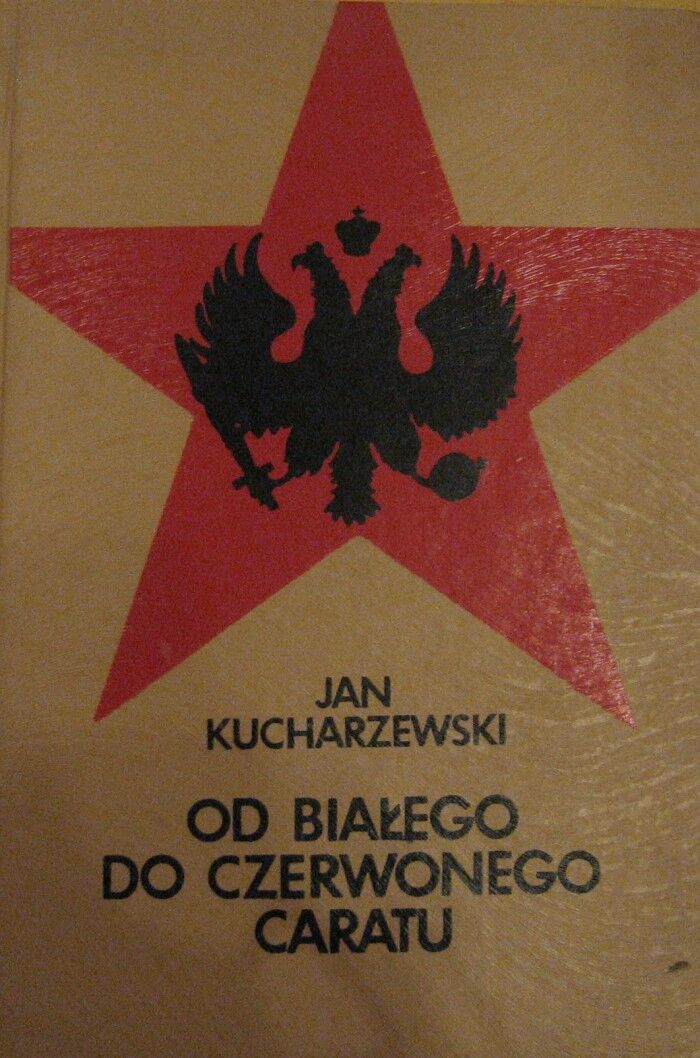 JAN
KUCHARZEWSKI
OD BIAŁEGO
DO CZERWONEGO
CARATU